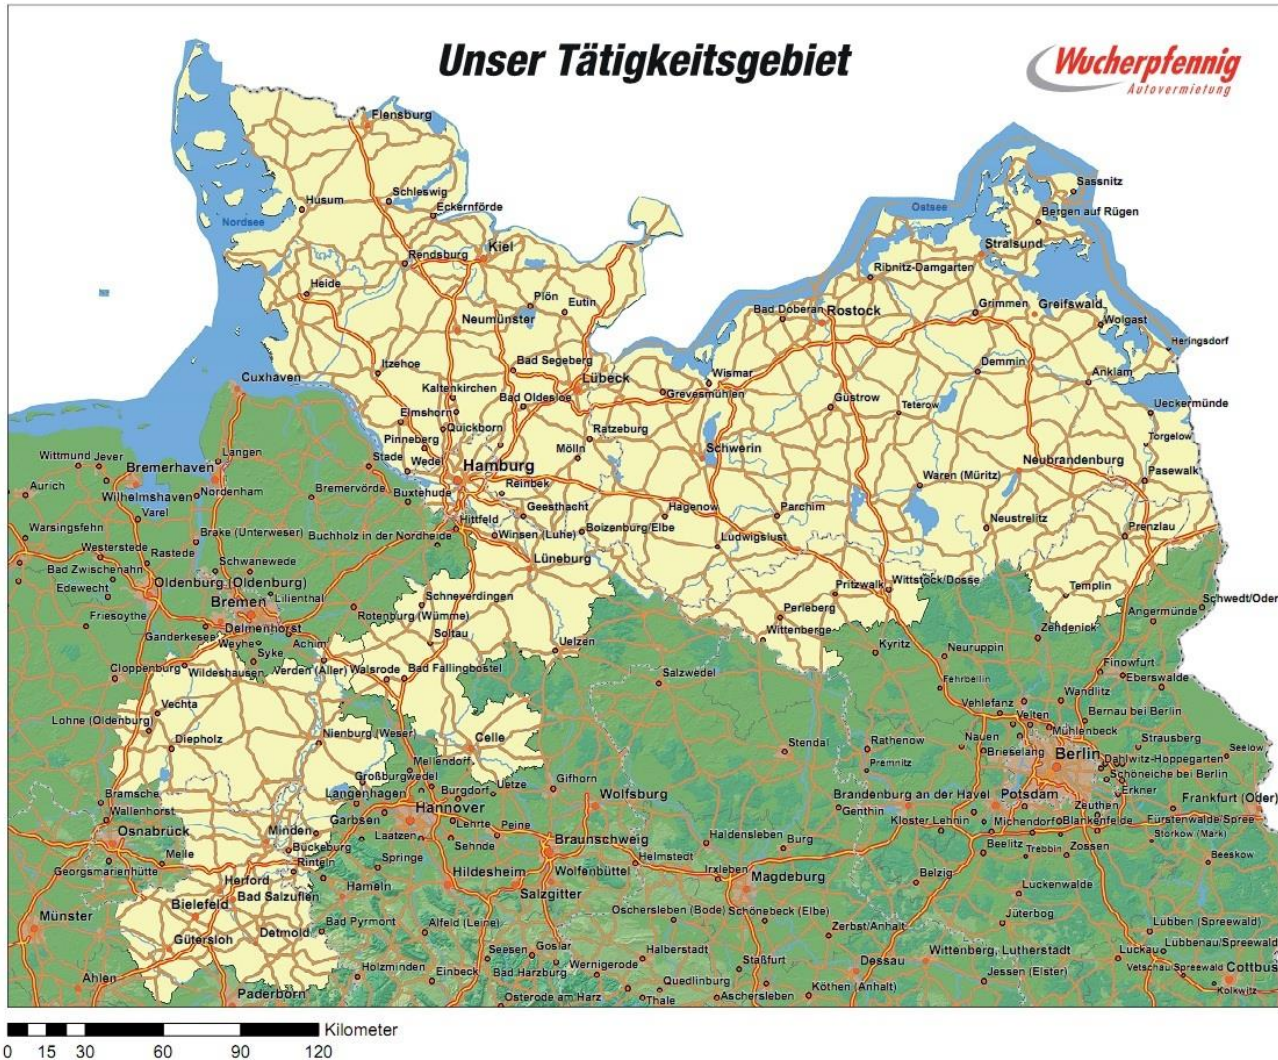 Unser Tätigkeitsgebiet
Wucherpfennig
Autovermietung
Flensburg
Sassnitz
Schleswig
Husum
Eckernförde
Ostsee
Bergen auf Rügen
Nordsee
Kiel
Stralsund
Rendsburg
Ribnitz-Damgarten
Heide
Plön
Eutin
Grimmen
Greifswald
Bad Doberan
Rostock
Neumünster
Wolgast
Heringsdorf
Bad Segeberg
Itzehoe
Demmin
Wismar
Anklam
Cuxhaven
Lübeck
Kaltenkirchen
Grevesmühlen
Bad Oldesloe
Güstrow
Teterow
Ueckermünde
Elmshorn
Quickborn
Ratzeburg
Pinneberg
Torgelow
Mölln
Schwerin
Langen
Stade
Wedel
Hamburg
Neubrandenburg
Wittmund
Jever
Bremerhaven
Waren (Müritz)
Pasewalk
Aurich
Wilhelmshaven
Nordenham
Bremervörde
Buxtehude
Reinbek
Varel
Geesthacht
Hagenow
Parchim
Hittfeld
Neustrelitz
Warsingsfehn
Brake (Unterweser)
Buchholz in der Nordheide
Winsen (Luhe)
Boizenburg/Elbe
Ludwigslust
Prenzlau
Westerstede
Rastede
Lüneburg
Bad Zwischenahn
Schwanewede
Oldenburg (Oldenburg)
Pritzwalk
Wittstock/Dosse
Edewecht
Templin
Bremen
Lilienthal
Schneverdingen
Perleberg
Schwedt/Oder
Friesoythe
Rotenburg (Wümme)
Angermünde
Ganderkesee
Delmenhorst
Wittenberge
Zehdenick
Weyhe
Achim
Soltau
Uelzen
Kyritz
Neuruppin
Syke
Cloppenburg
Wildeshausen
Verden (Aller)
Walsrode
Bad Fallingbostel
Salzwedel
Finowfurt
Eberswalde
Fehrbellin
Vechta
Vehlefanz
Wandlitz
Lohne (Oldenburg)
Velten
Bernau bei Berlin
Diepholz
Nienburg (Weser)
Celle
Mühlenbeck
Nauen
Stendal
Rathenow
Brieselang
Strausberg
Seelow
Berlin
Mellendorf
Premnitz
Dahlwitz-Hoppegarten
Großburgwedel
Gifhorn
Schöneiche bei Berlin
Bramsche
Langenhagen
Burgdorf
Uetze
Wolfsburg
Erkner
Wallenhorst
Hannover
Genthin
Brandenburg an der Havel
Potsdam
Zeuthen
Frankfurt (Oder)
Garbsen
Kloster Lehnin
Michendorf
Blankenfelde
Fürstenwalde/Spree
Osnabrück
Minden
Laatzen
Lehrte
Peine
Braunschweig
Haldensleben
Burg
Storkow (Mark)
Melle
Bückeburg
Sehnde
Beelitz
Trebbin
Zossen
Springe
Helmstedt
Beeskow
Georgsmarienhütte
Rinteln
Wolfenbüttel
Irxleben
Belzig
Herford
Hameln
Hildesheim
Salzgitter
Magdeburg
Luckenwalde
Bielefeld
Bad Salzuflen
Münster
Bad Pyrmont
Alfeld (Leine)
Oschersleben (Bode)
Schönebeck (Elbe)
Jüterbog
Lübben (Spreewald)
Detmold
Zerbst/Anhalt
Gütersloh
Seesen
Goslar
Halberstadt
Wittenberg, Lutherstadt
Luckau
Lübbenau/Spreewald
Holzminden
Einbeck
Bad Harzburg
Wernigerode
Staßfurt
Dessau
Vetschau/Spreewald
Cottbus
Ahlen
Quedlinburg
Jessen (Elster)
Paderborn
Osterode am Harz
Thale
Aschersleben
Köthen (Anhalt)
Kolkwitz
Kilometer
0 15 30 60 90 120